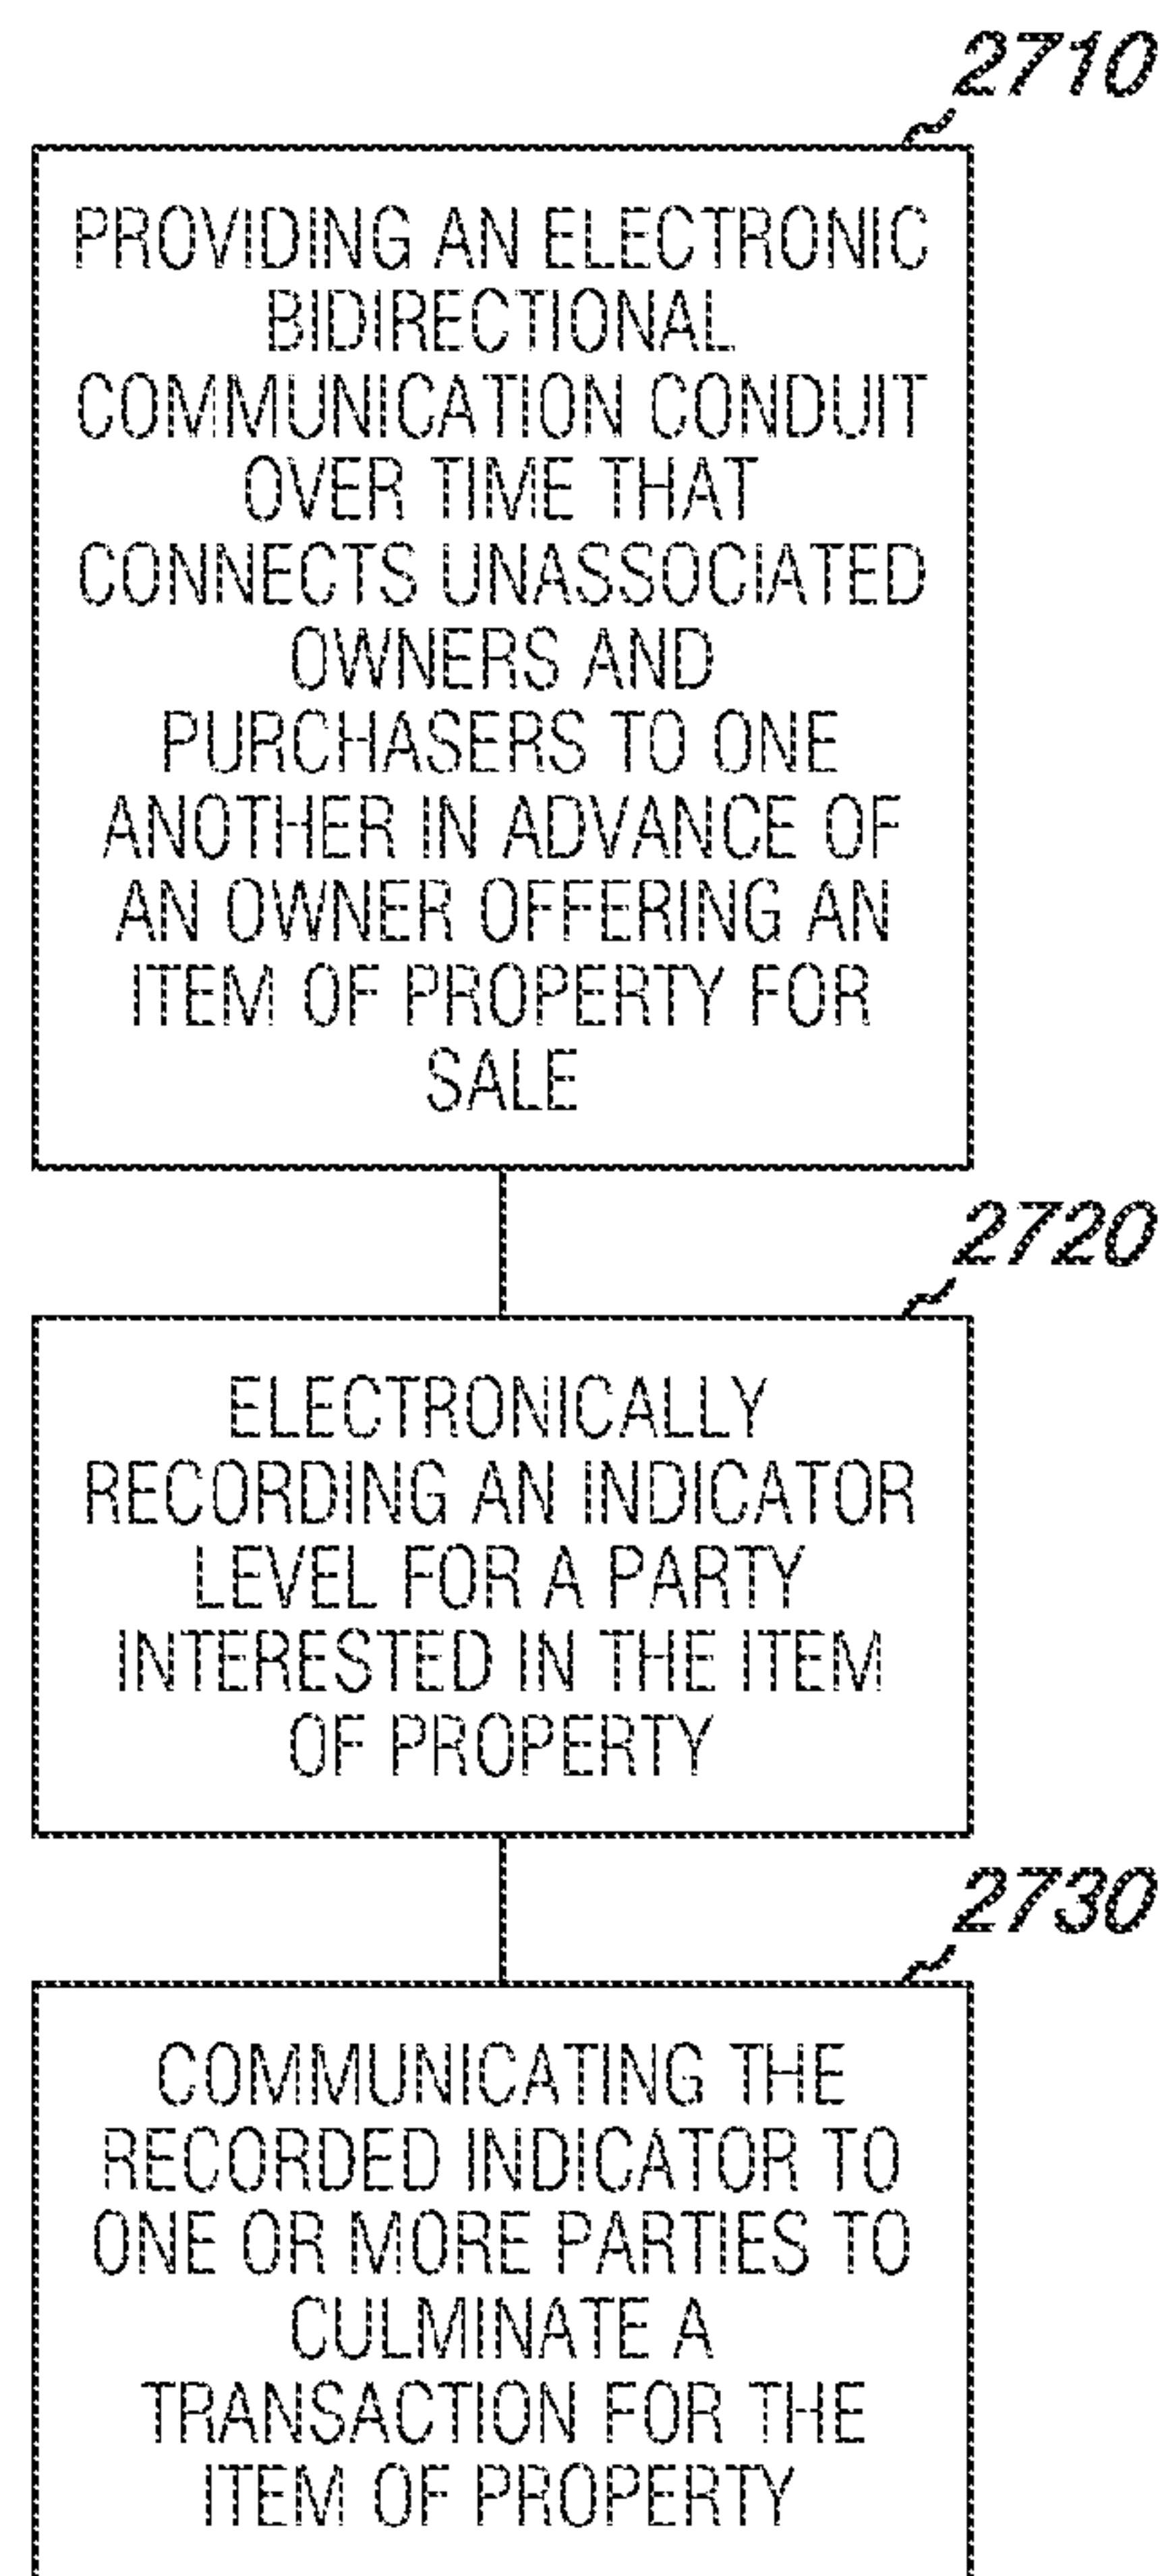 2710
PROVIDING AN ELECTRONIC
BIDIRECTIONAL
COMMUNICATION CONDUIT
OVER TIME THAT
CONNECTS UNASSOCIATED
OWNERS AND
PURCHASERS TO ONE
ANOTHER IN ADVANCE OF
AN OWNER OFFERING AN
ITEM OF PROPERTY FOR
SALE
2720
ELECTRONICALLY
RECORDING AN INDICATOR
LEVEL FOR A PARTY
INTERESTED IN THE ITEM
OF PROPERTY
2730
COMMUNICATING THE
RECORDED INDICATOR TO
ONE OR MORE PARTIES TO
CULMINATE A
TRANSACTION FOR THE
ITEM OF PROPERTY